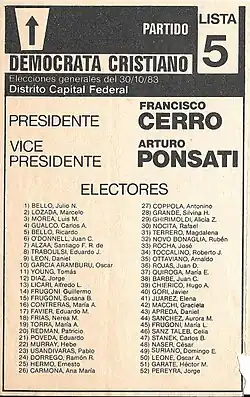 PARTIDO
DEMOCRATA CRISTIANO
LISTA
5
Elecciones generales del 30/10/83
Distrito Capital Federal
PRESIDENTE
FRANCISCO
CERRO
VICE
PRESIDENTE
ARTURO
PONSATI
ELECTORES
1) BELLO, Julio N.
2) LOZADA, Marcelo
3) MOREA, Luis M.
4) GUALCO, Carlos A.
5) BELLO, Ricardo
6) O'DONNELL, Juan C.
7) ALZAA, Serafín R. de
8) TRABOULSI, Eduardo J.
9) LEON, Daniel
10) GARCIA ARAMBURU, Oscar
11) YOUNG, Tomás
12) DIAZ, Jorge
13) LICARI, Alfredo L.
14) FRUGONI Guillermo
15) FRUGONI, Susana B.
16) CONTRERAS, María A.
17) FAVIER, Eduardo M.
18) FRIAS, Nerea M.
19) TORRA, María A.
20) REDMAN, Patricio
21) POVEDA, Eduardo
22) MURRAY, Hebe
23) USANDIVARAS, Pablo
24) DORREGO, Ramón R.
25) HERMO, Ernesto
26) CARMONA, Ana María
27) COPPOLA, Antonino
28) GRANDE, Silvina H.
29) GHIRIMOLDI, Alicia Z.
30) NOCITA, Rafael
31) TERRERO, Magdalena
32) NOVO BONAGLIA, Rubén
33) ROCHA, José
34) TOCCALINO, Roberto J.
35) OTTAVIANO, Arnaldo
36) ROJAS, Juan D.
37) QUIROGA, María E.
38) BARBE, Juan C.
39) CHIERICO, Hugo A.
40) GORI, Javier
41) JUAREZ, Elena
42) MACCHI, Graciela
43) APREDA, Daniel
44) SANCHEZ, Aurora M.
45) FRUGONI, María L.
46) SANZ TALEB, Celia
47) STANEK, Carlos B.
48) NASER, César
49) SURIANO, Domingo E.
50) LEONE, Oscar A.
51) GARATE, Héctor M.
52) PEREYRA, Jorge